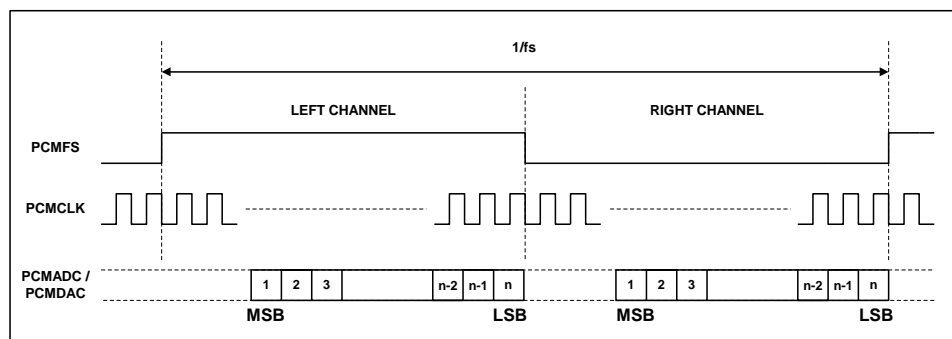 1/fs
LEFT CHANNEL RIGHT CHANNEL
PCMFS
PCMCLK
PCMADC /
PCMDAC
1 2 3 n-2 n-1 n 1 2 3 n-2 n-1 n
MSB LSB MSB LSB